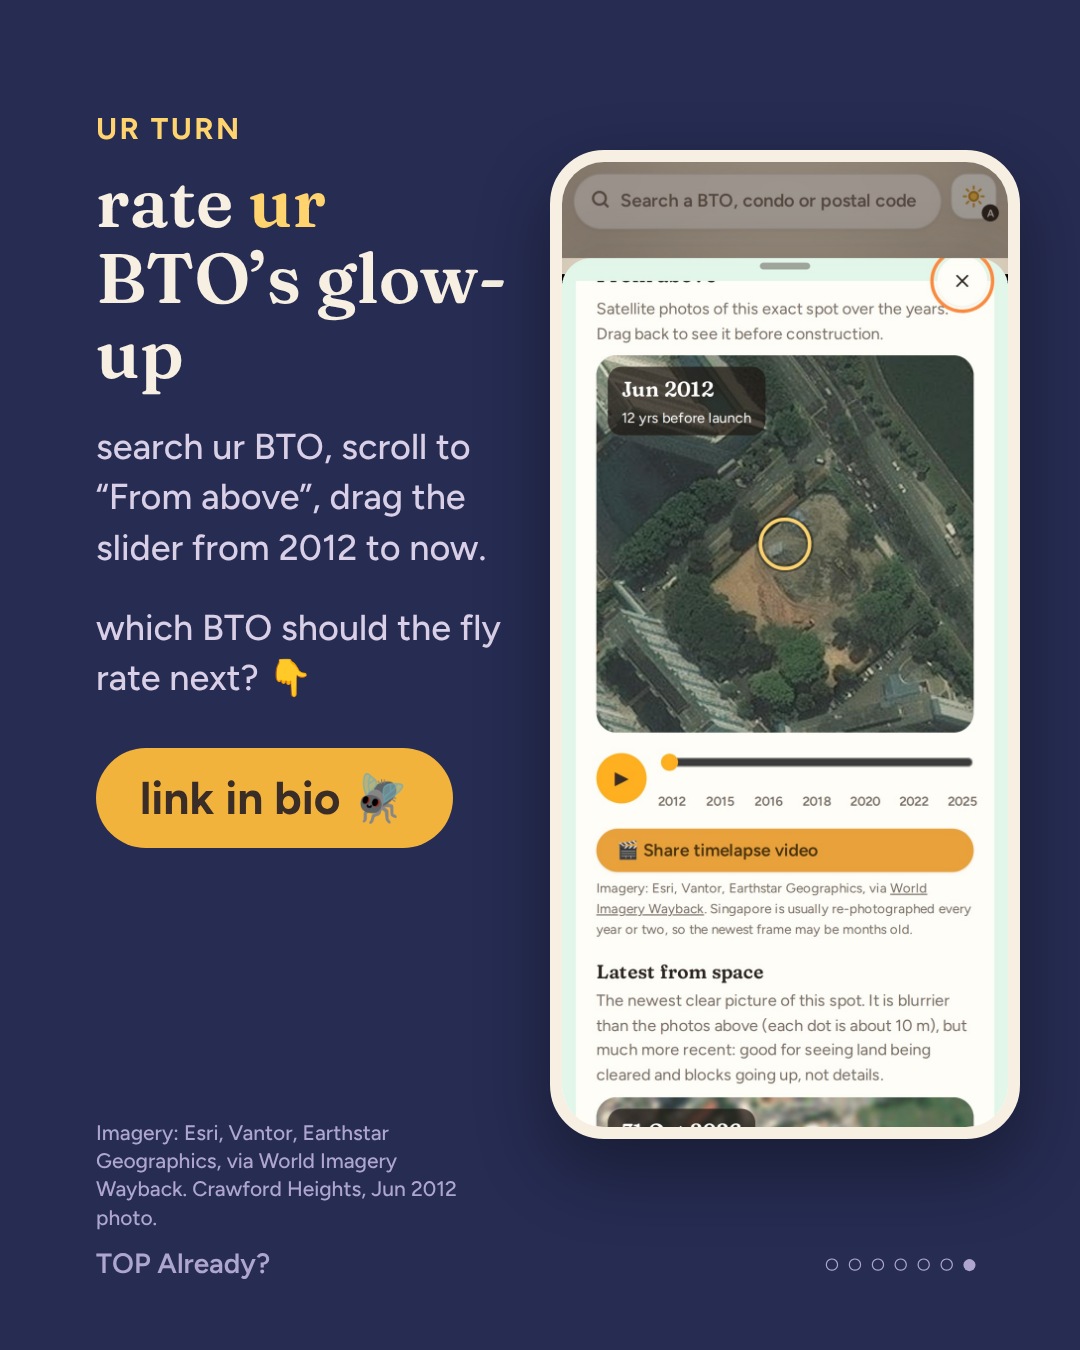 UR TURN
rate ur
BTO’s glow-
up
search ur BTO, scroll to
“From above”, drag the
slider from 2012 to now.
which BTO should the fly
rate next? 👇
link in bio 🪰
Imagery: Esri, Vantor, Earthstar
Geographics, via World Imagery
Wayback. Crawford Heights, Jun 2012
photo.
TOP Already?
Search a BTO, condo or postal code
A
Satellite photos of this exact spot over the years.
Drag back to see it before construction.
Jun 2012
12 yrs before launch
2012 2015 2016 2018 2020 2022 2025
🎬 Share timelapse video
Imagery: Esri, Vantor, Earthstar Geographics, via World
Imagery Wayback. Singapore is usually re-photographed every
year or two, so the newest frame may be months old.
Latest from space
The newest clear picture of this spot. It is blurrier
than the photos above (each dot is about 10 m), but
much more recent: good for seeing land being
cleared and blocks going up, not details.